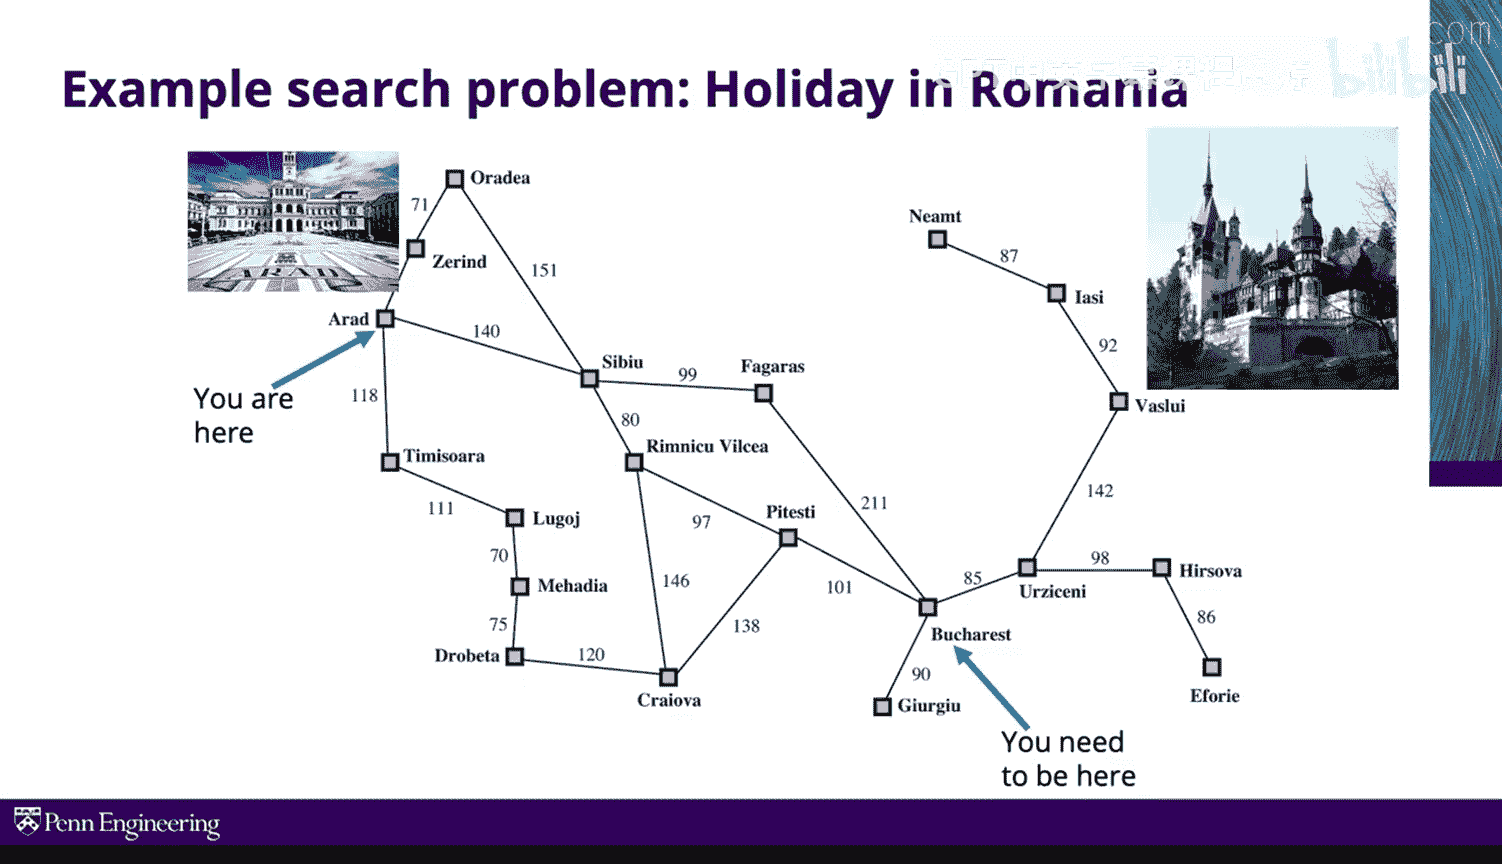 Example search problem: Holiday in Romania
.com
bilibili
Oradea
71
Neamt
Zerind
87
151
ARAD
Iasi
Arad
140
92
Sibiu
Fagaras
99
You are
here
118
Vaslui
80
Rimnicu Vilcea
Timisoara
142
111
211
Pitesti
Lugoj
97
70
98
Hirsova
85
146
Mehadia
101
Urziceni
86
75
138
Bucharest
Drobeta
120
90
Craiova
Giurgiu
Eforie
You need
to be here
Penn Engineering